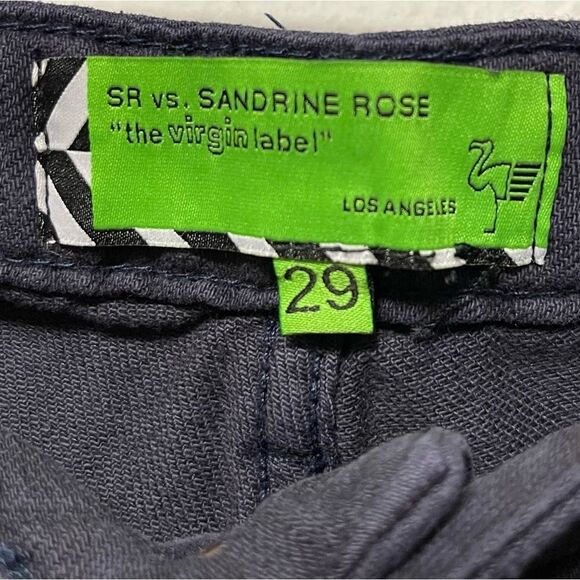 SR vs. SANDRINE ROSE
"the virgin label"
LOS ANGELES
29